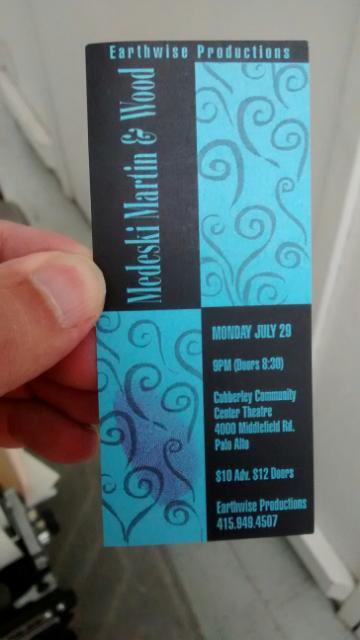 Earthwise Productions
Medeski Martin & Wood
MONDAY JULY 29
9PM (Doors 8:30)
Cubberley Community
Center Theatre
4000 Middlefield Rd.
Palo Alto
$10 Adv. $12 Doors
Earthwise Productions
415.949.4507